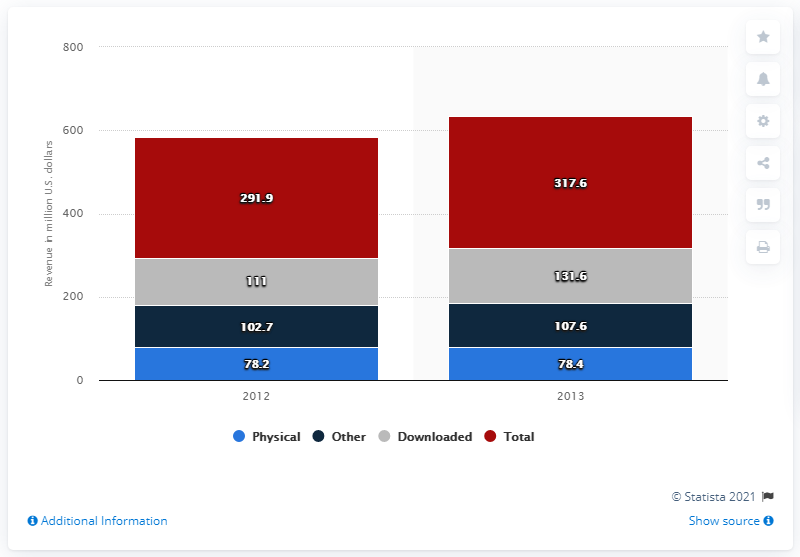 800
600
400
200
0
Revenue in million U.S. dollars
291.9
111
102.7
78.2
317.6
131.6
107.6
78.4
2012
2013
Physical
Other
Downloaded
Total
© Statista 2021
Additional Information
Show source